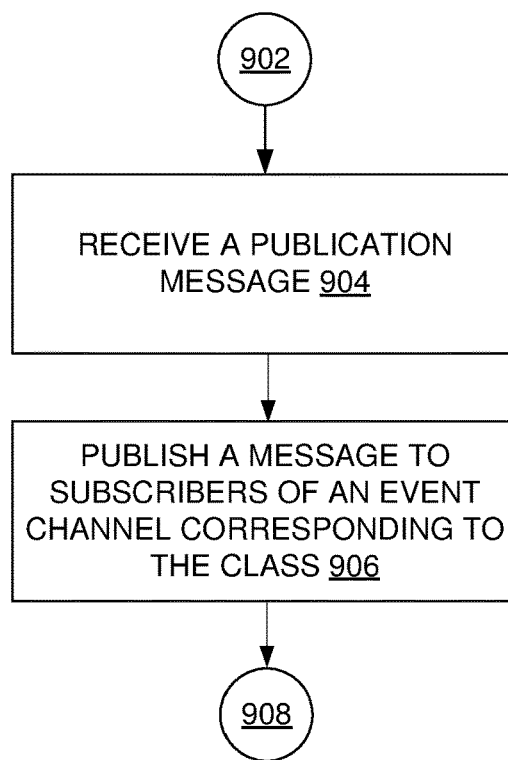 902
RECEIVE A PUBLICATION
MESSAGE 904
PUBLISH A MESSAGE TO
SUBSCRIBERS OF AN EVENT
CHANNEL CORRESPONDING TO
THE CLASS 906
908